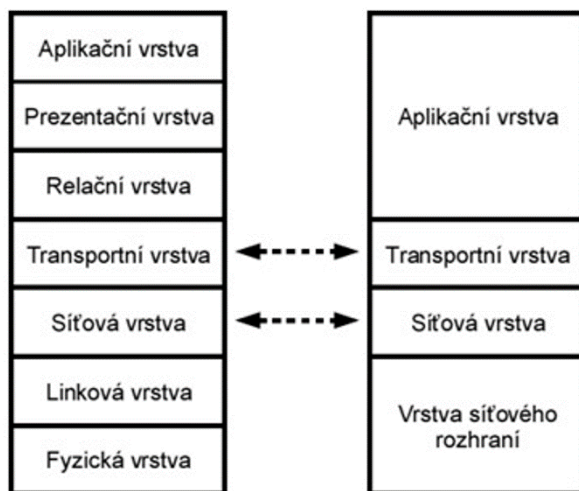 Aplikační vrstva
Prezentační vrstva
Relační vrstva
Transportní vrstva
Síťová vrstva
Linková vrstva
Fyzická vrstva
Aplikační vrstva
Transportní vrstva
Síťová vrstva
Vrstva síťového
rozhraní